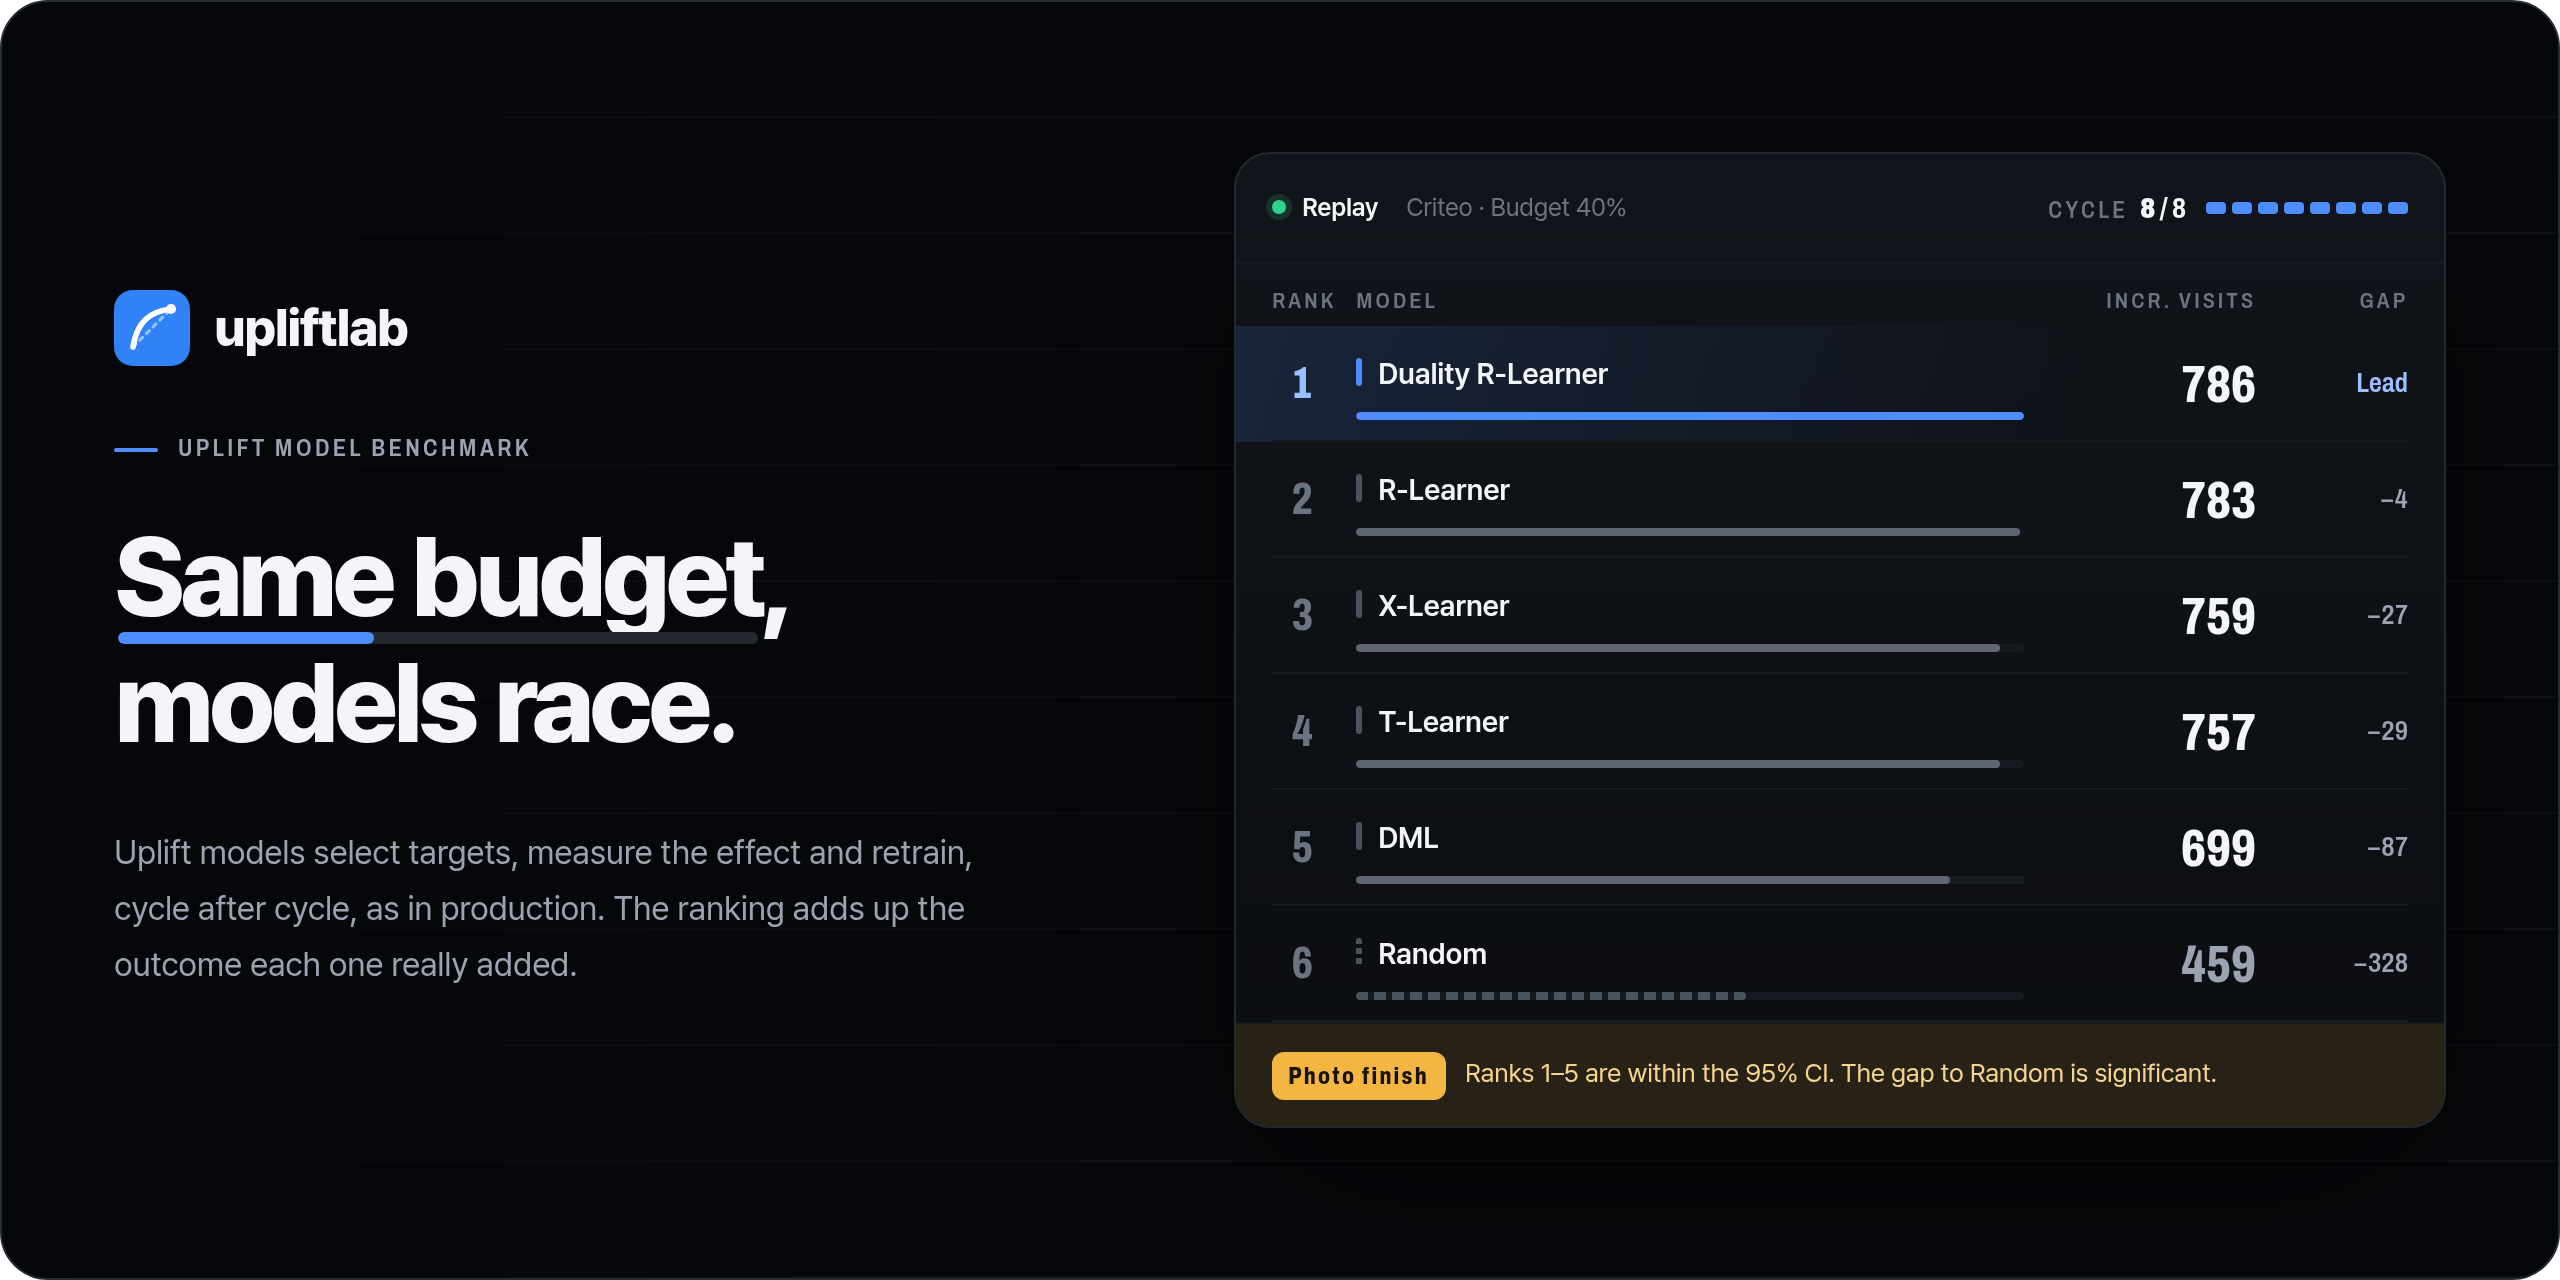 upliftlab
UPLIFT MODEL BENCHMARK
Same budget,
models race.
Uplift models select targets, measure the effect and retrain,
cycle after cycle, as in production. The ranking adds up the
outcome each one really added.
Replay Criteo · Budget 40% CYCLE 8/8
RANK MODEL INCR. VISITS GAP
1 Duality R-Learner 786 Lead
2 R-Learner 783 −4
3 X-Learner 759 −27
4 T-Learner 757 −29
5 DML 699 −87
6 Random 459 −328
Photo finish Ranks 1–5 are within the 95% CI. The gap to Random is significant.